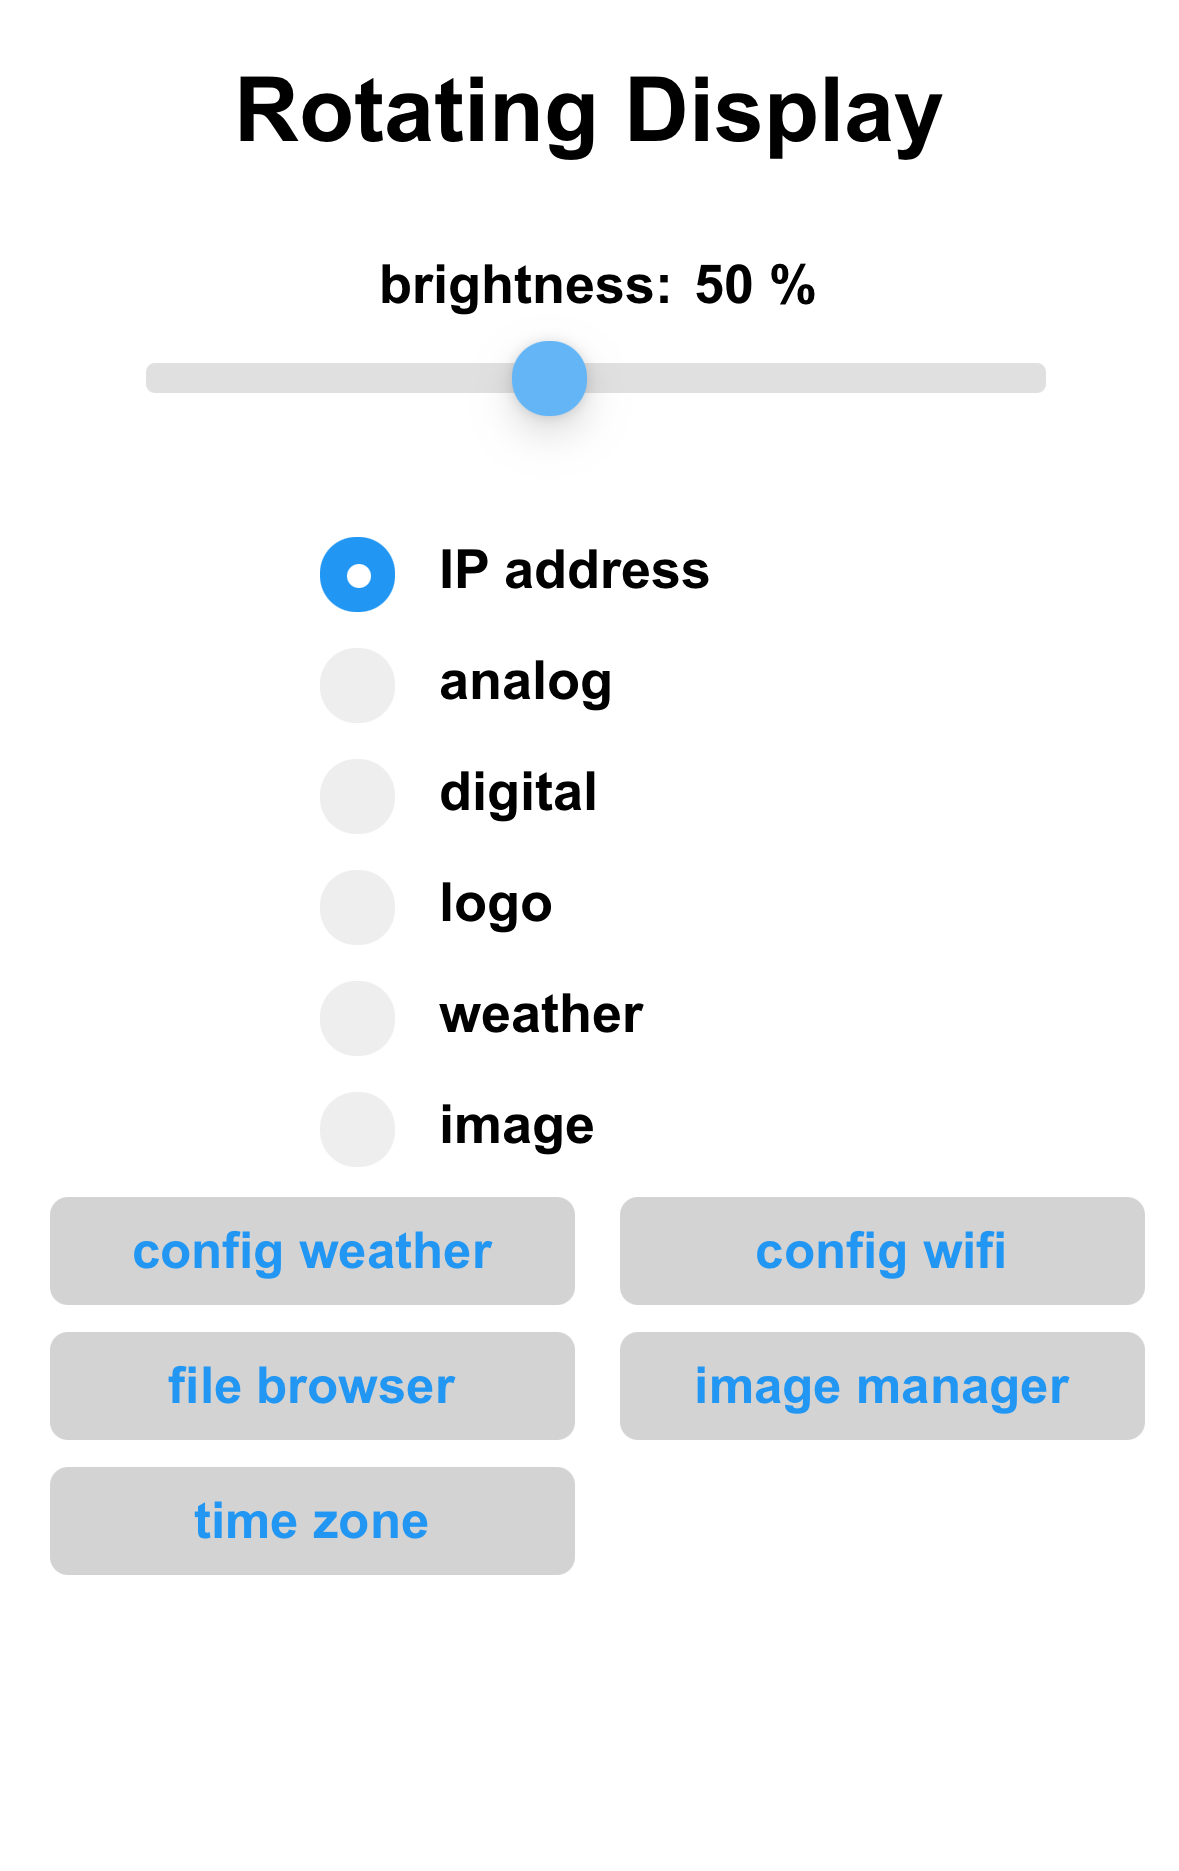 Rotating Display
brightness: 50 %
IP address
analog
digital
logo
weather
image
config weather
config wifi
file browser
image manager
time zone